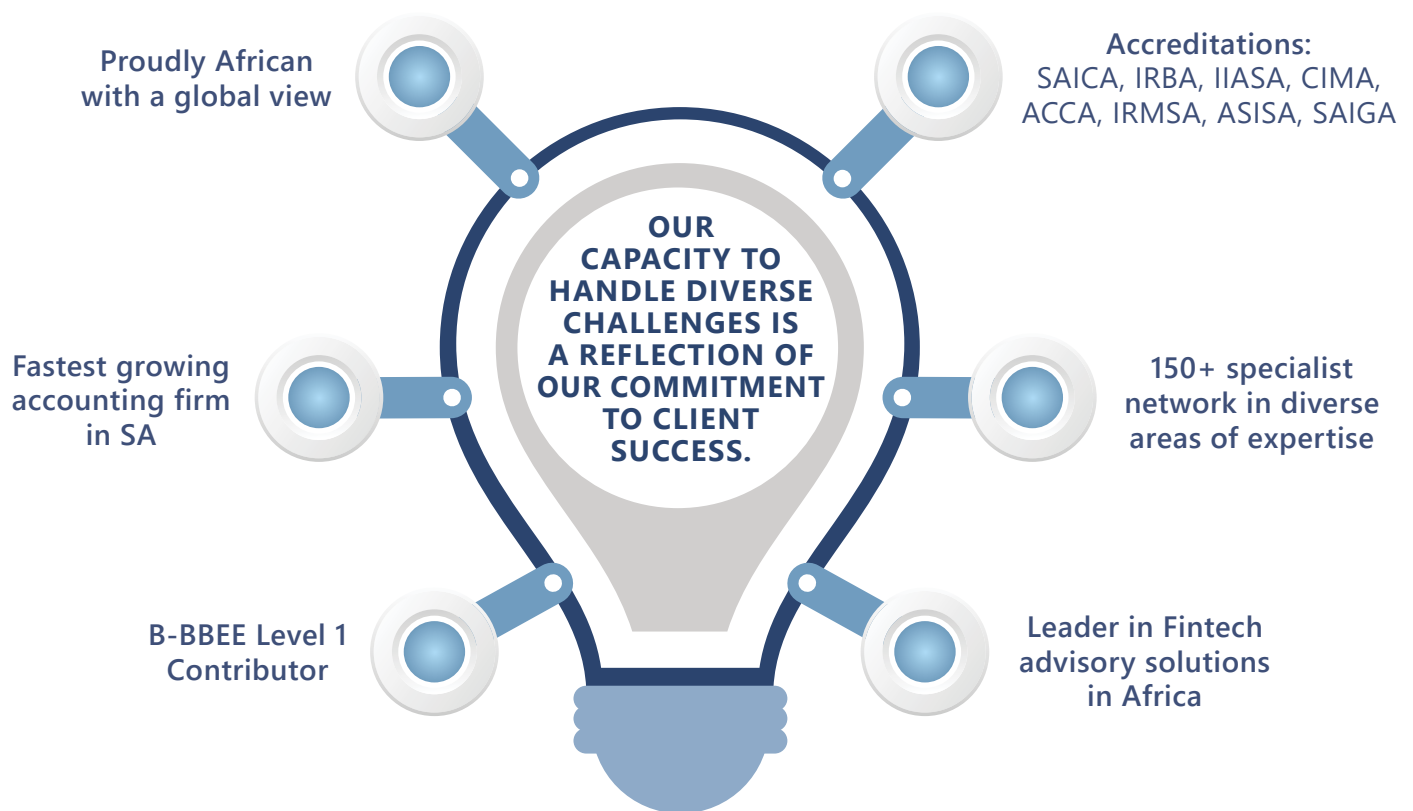 Proudly African
with a global view
Accreditations:
SAICA, IRBA, IIASA, CIMA,
ACCA, IRMSA, ASISA, SAIGA
OUR
CAPACITY TO
HANDLE DIVERSE
CHALLENGES IS
A REFLECTION OF
OUR COMMITMENT
TO CLIENT
SUCCESS.
Fastest growing
accounting firm
in SA
150+ specialist
network in diverse
areas of expertise
B-BBEE Level 1
Contributor
Leader in Fintech
advisory solutions
in Africa